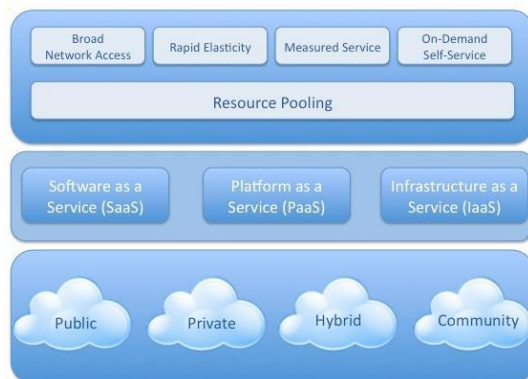 Broad
Network Access
Rapid Elasticity
Measured Service
On-Demand
Self-Service
Resource Pooling
Software as a
Service (SaaS)
Platform as a
Service (PaaS)
Infrastructure as a
Service (IaaS)
Public
Private
Hybrid
Community